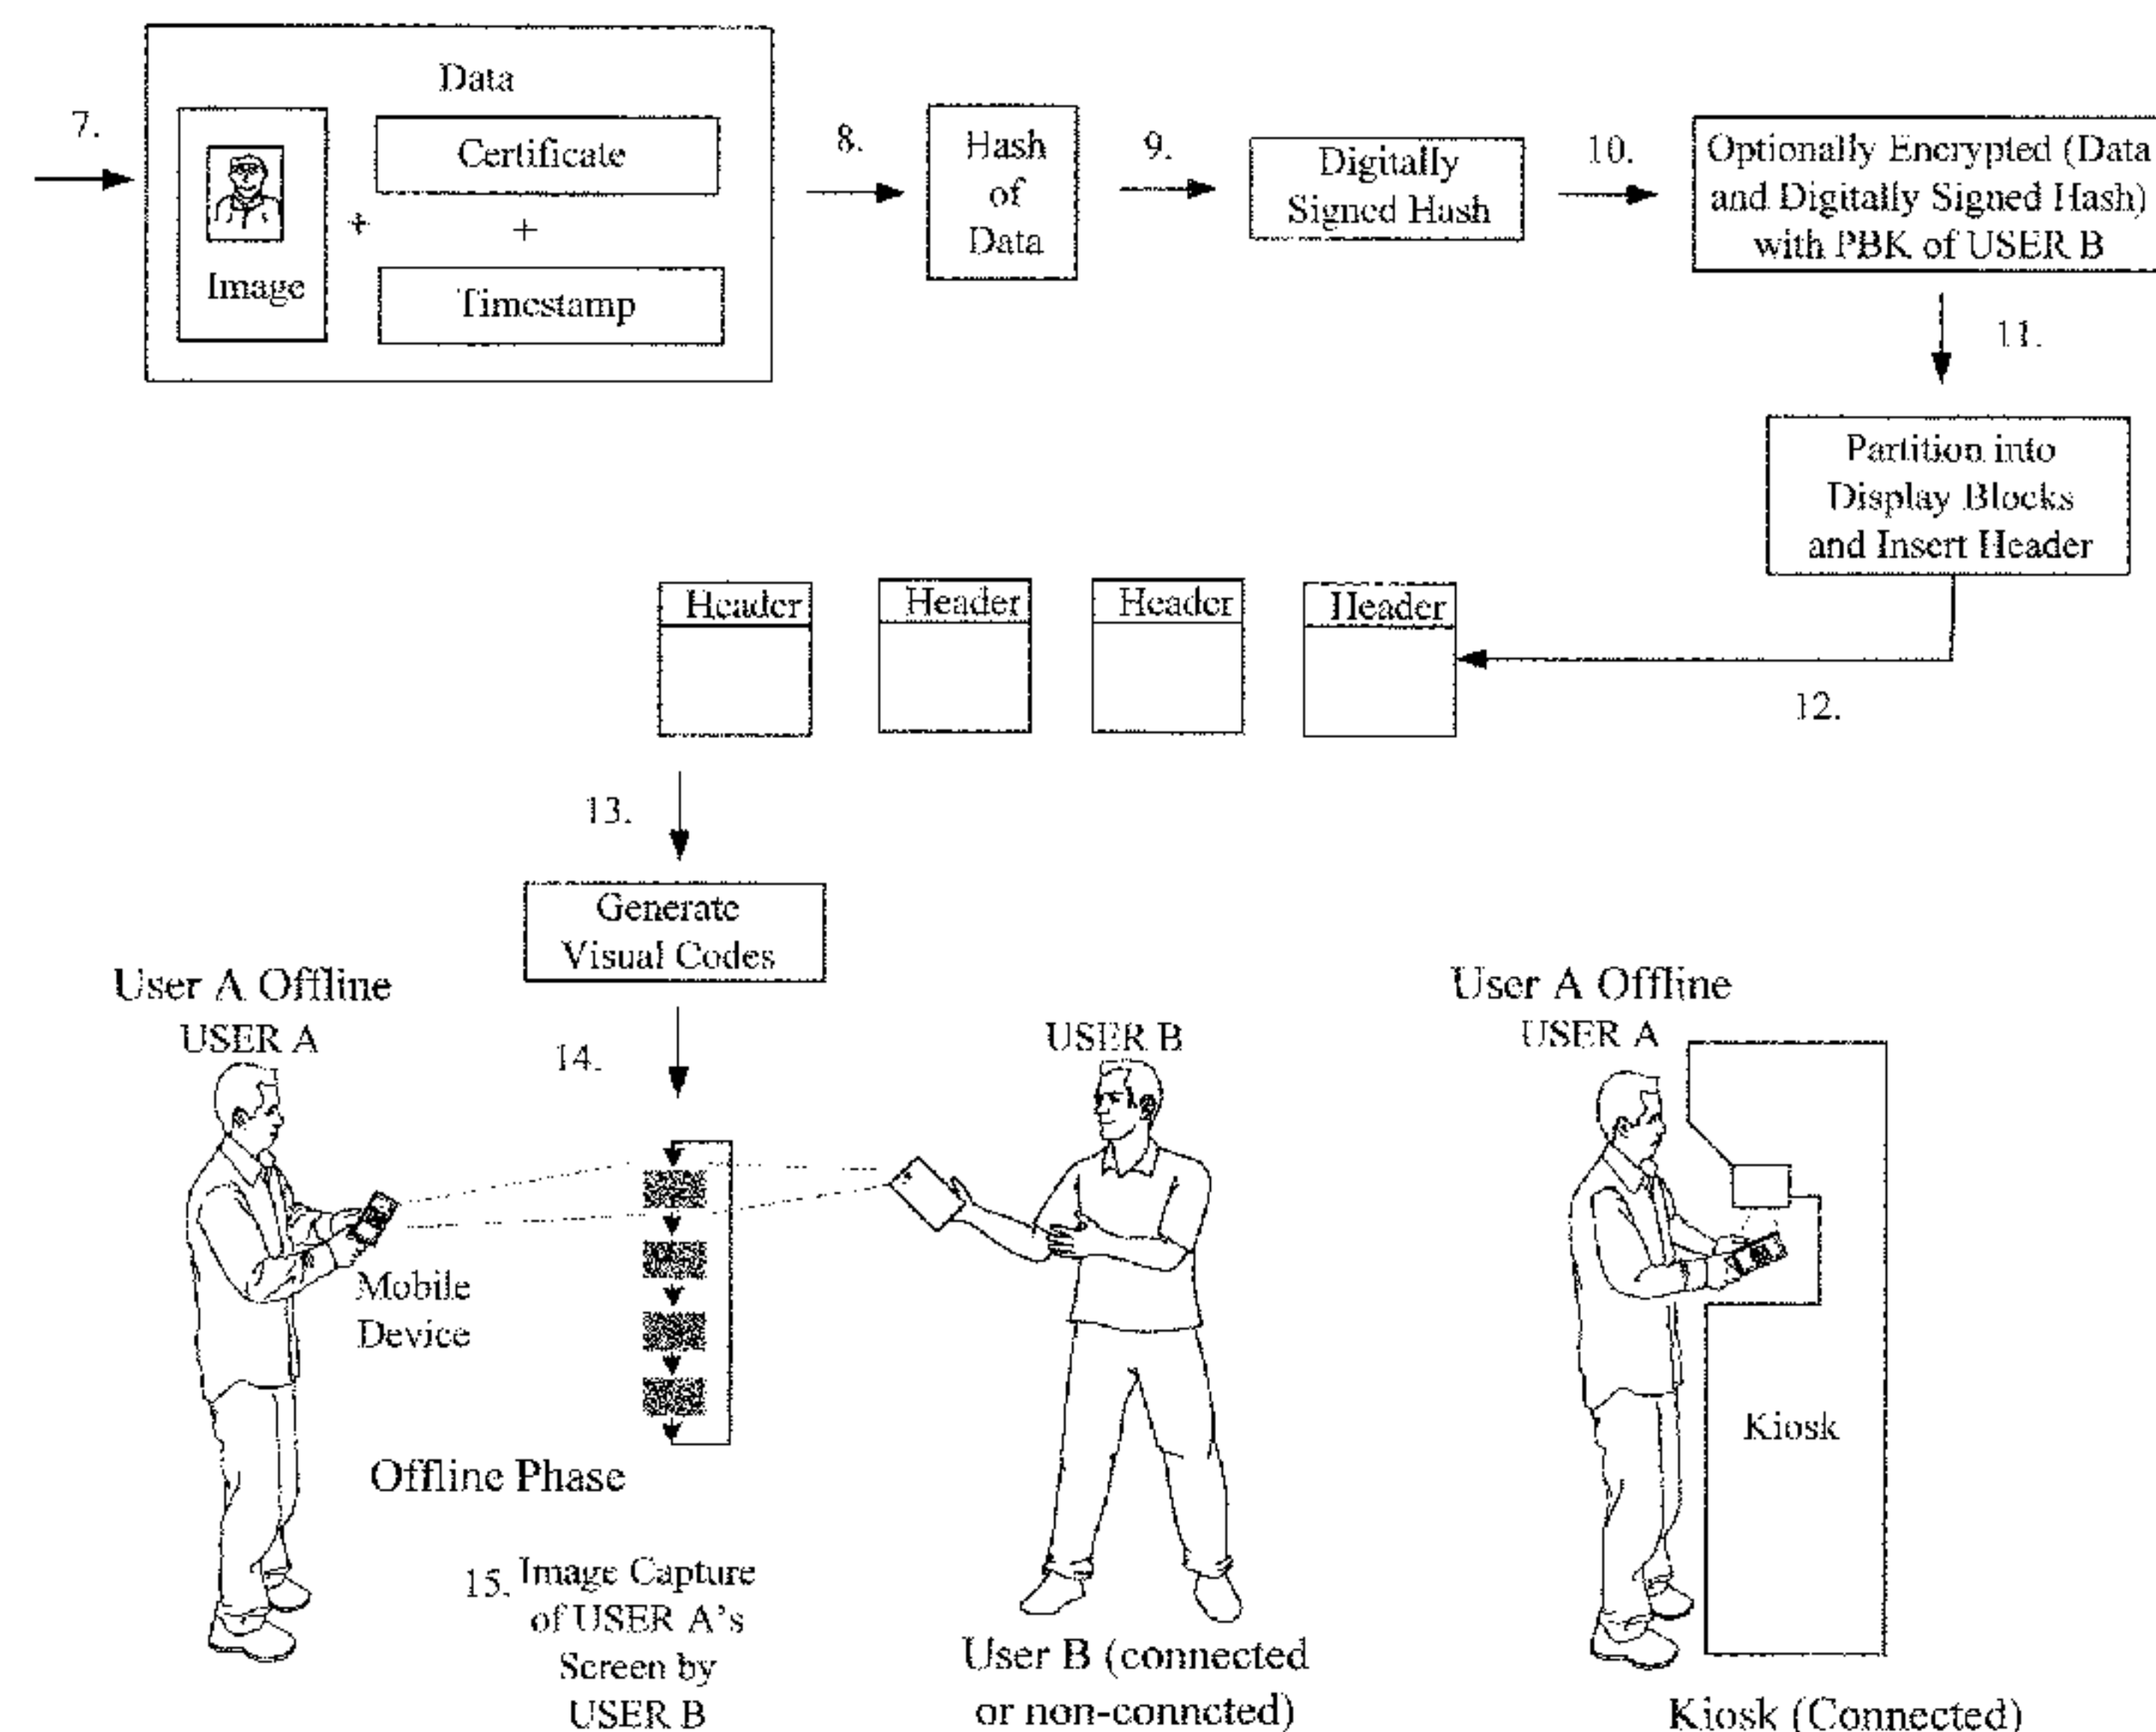 Data
7.
Certificate
+
+
Image
Timestamp
8.
Hash
of
Data
9.
Digitally
Signed Hash
10.
Optionally Encrypted (Data
and Digitally Signed Hash)
with PBK of USER B
11.
Partition into
Display Blocks
and Insert Header
12.
Header
Header
Header
Header
13.
Generate
Visual Codes
14.
User A Offline
USER A
Mobile
Device
Offline Phase
15. Image Capture
of USER A's
Screen by
USER B
USER B
User B (connected
or non-conncted)
User A Offline
USER A
Kiosk
Kiosk (Connected)